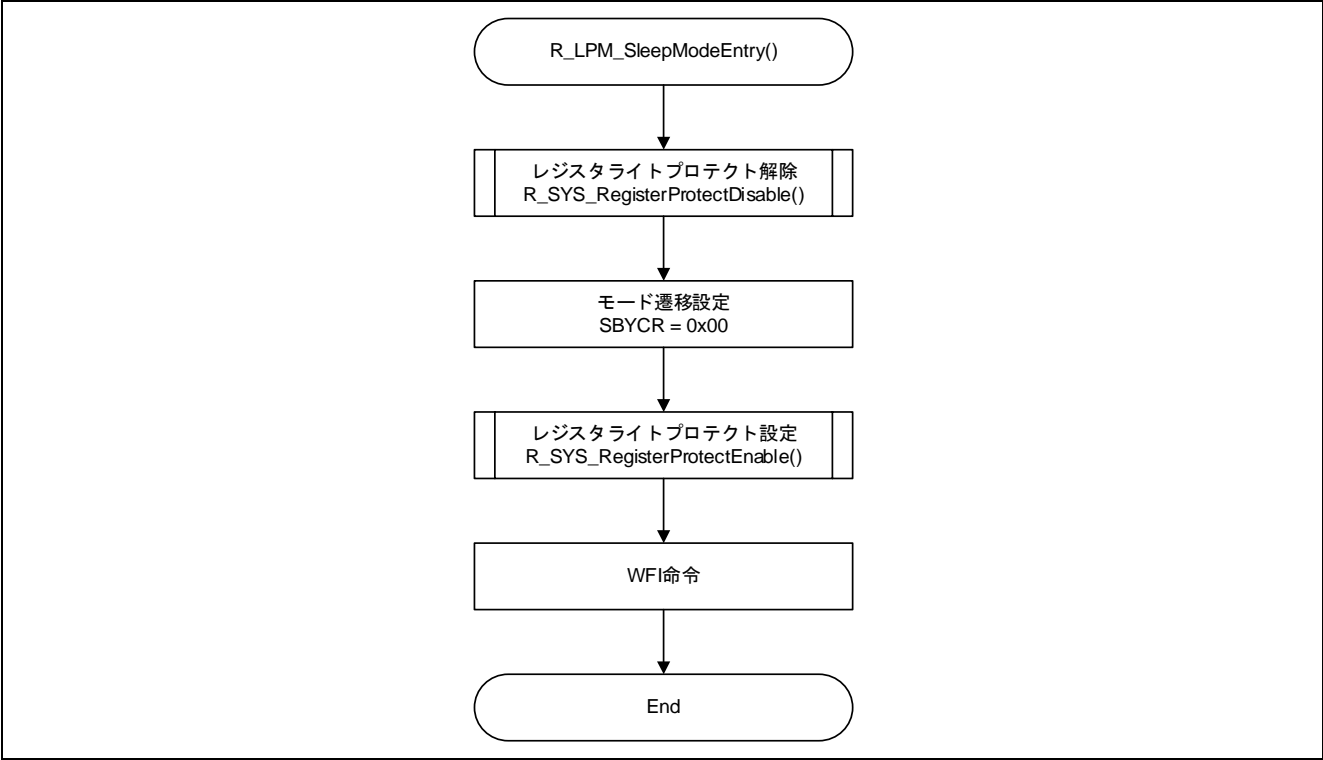 R_LPM_SleepModeEntry()
レジスタライトプロテクト解除
R_SYS_RegisterProtectDisable()
モード遷移設定
SBYCR = 0x00
レジスタライトプロテクト設定
R_SYS_RegisterProtectEnable()
WFI命令
End